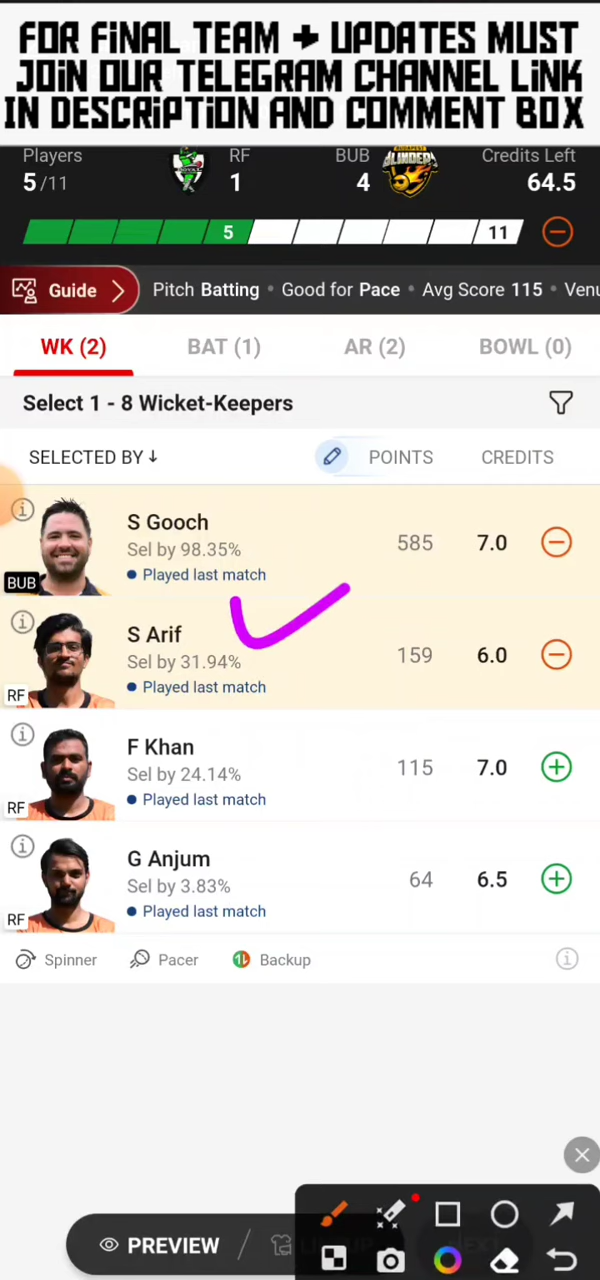 FOR FINAL TEAM + UPDATES MUST
JOIN OUR TELEGRAM CHANNEL LINK
IN DESCRIPTION AND COMMENT BOX
Players RF BUB Credits Left
5/11 1 4 64.5
5 11
Guide Pitch Batting • Good for Pace • Avg Score 115 • Venu
WK (2) BAT (1) AR (2) BOWL (0)
Select 1 - 8 Wicket-Keepers
SELECTED BY ↓ POINTS CREDITS
S Gooch
Sel by 98.35% 585 7.0
BUB • Played last match
S Arif
Sel by 31.94% 159 6.0
RF • Played last match
F Khan
Sel by 24.14% 115 7.0
RF • Played last match
G Anjum
Sel by 3.83% 64 6.5
RF • Played last match
Spinner Pacer Backup
PREVIEW